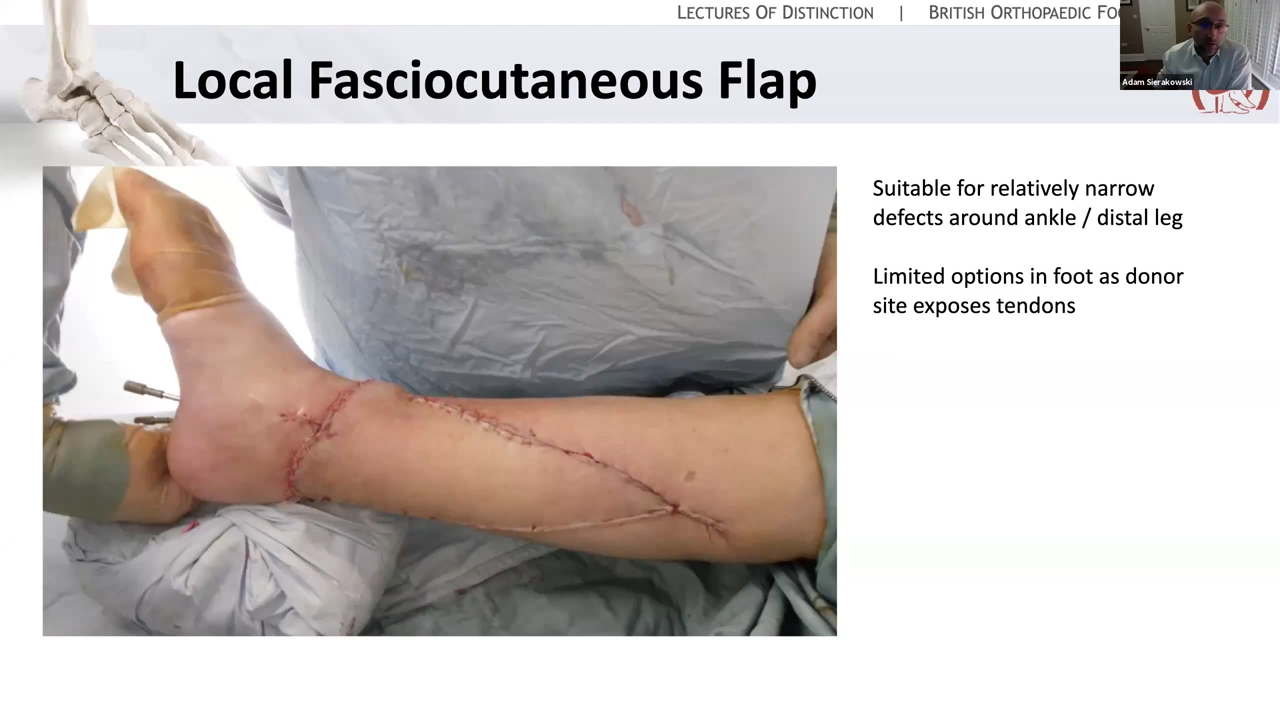 LECTURES OF DISTINCTION | BRITISH ORTHOPAEDIC
Adam Sierakowski
Local Fasciocutaneous Flap
Suitable for relatively narrow
defects around ankle / distal leg
Limited options in foot as donor
site exposes tendons